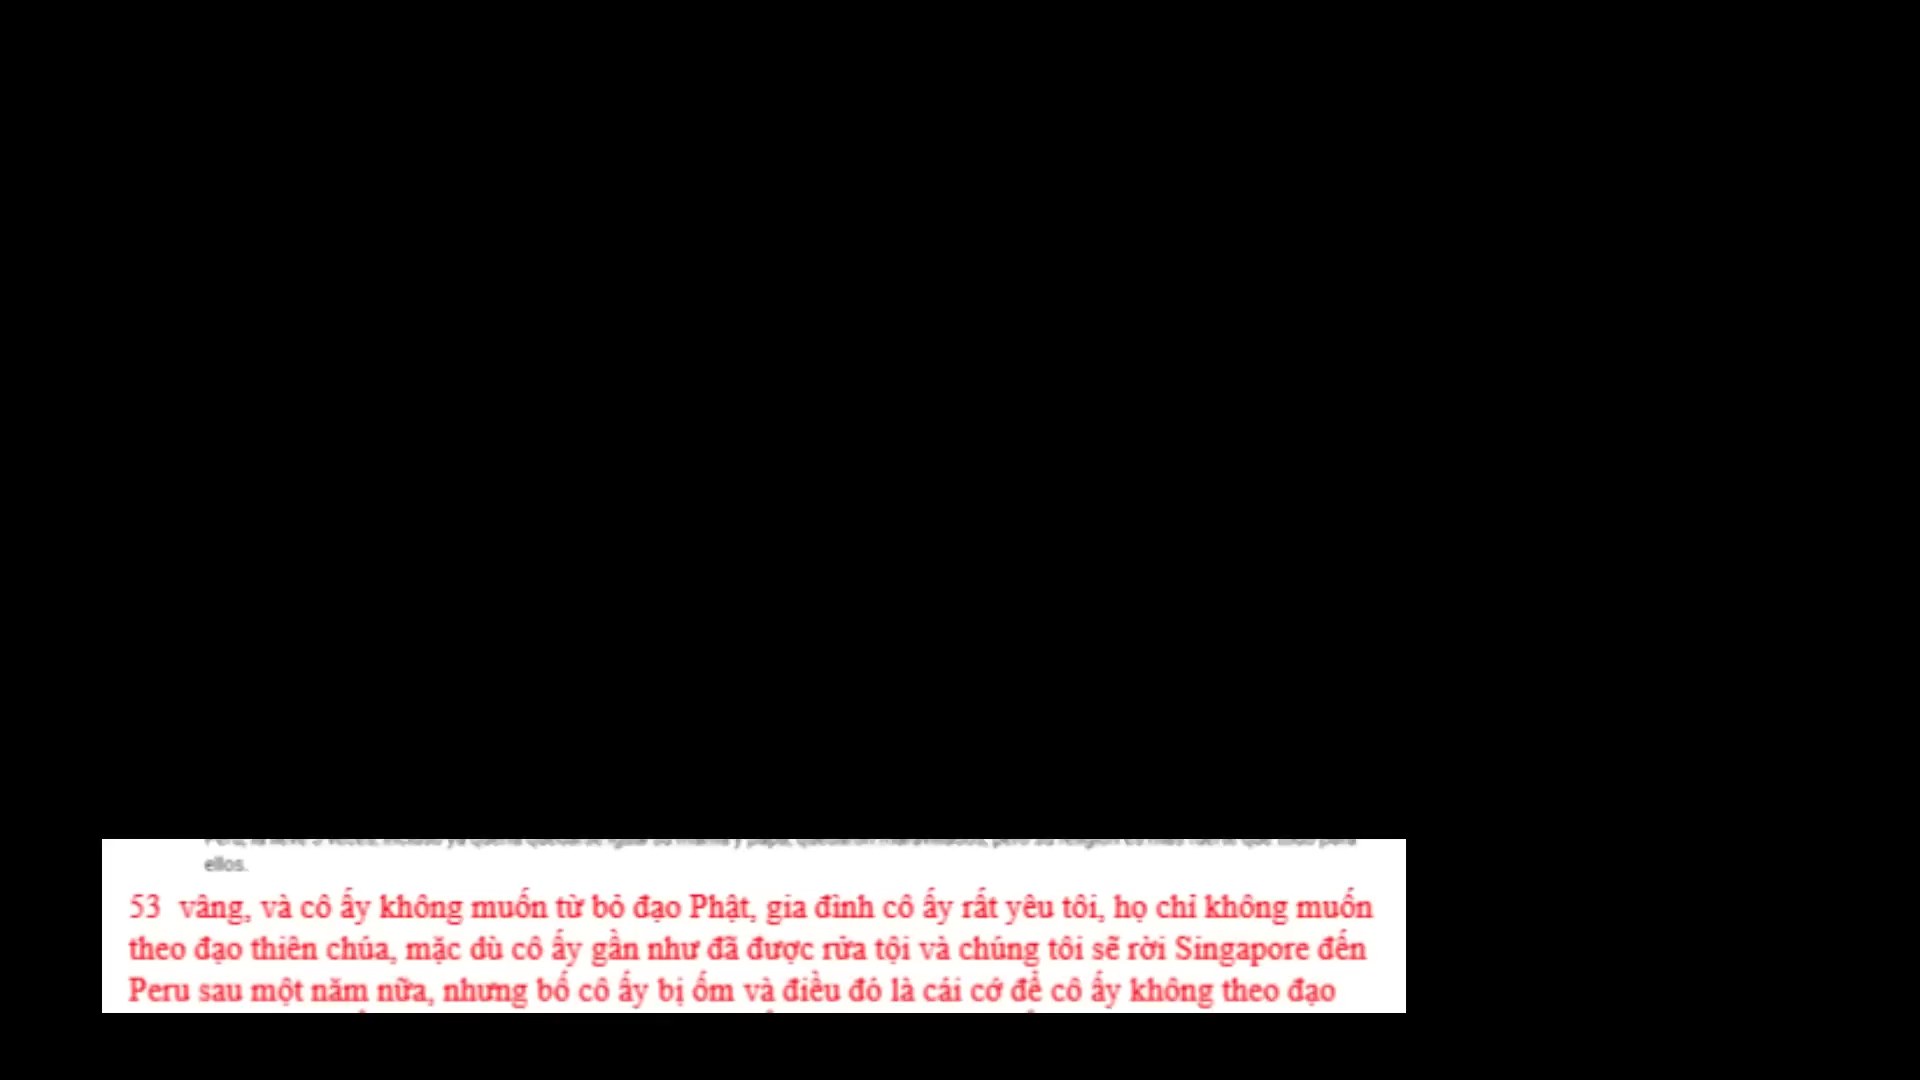 ellos.
53 vâng, và cô ấy không muốn từ bỏ đạo Phật, gia đình cô ấy rất yêu tôi, họ chỉ không muốn
theo đạo thiên chúa, mặc dù cô ấy gần như đã được rửa tội và chúng tôi sẽ rời Singapore đến
Peru sau một năm nữa, nhưng bố cô ấy bị ốm và điều đó là cái cớ để cô ấy không theo đạo